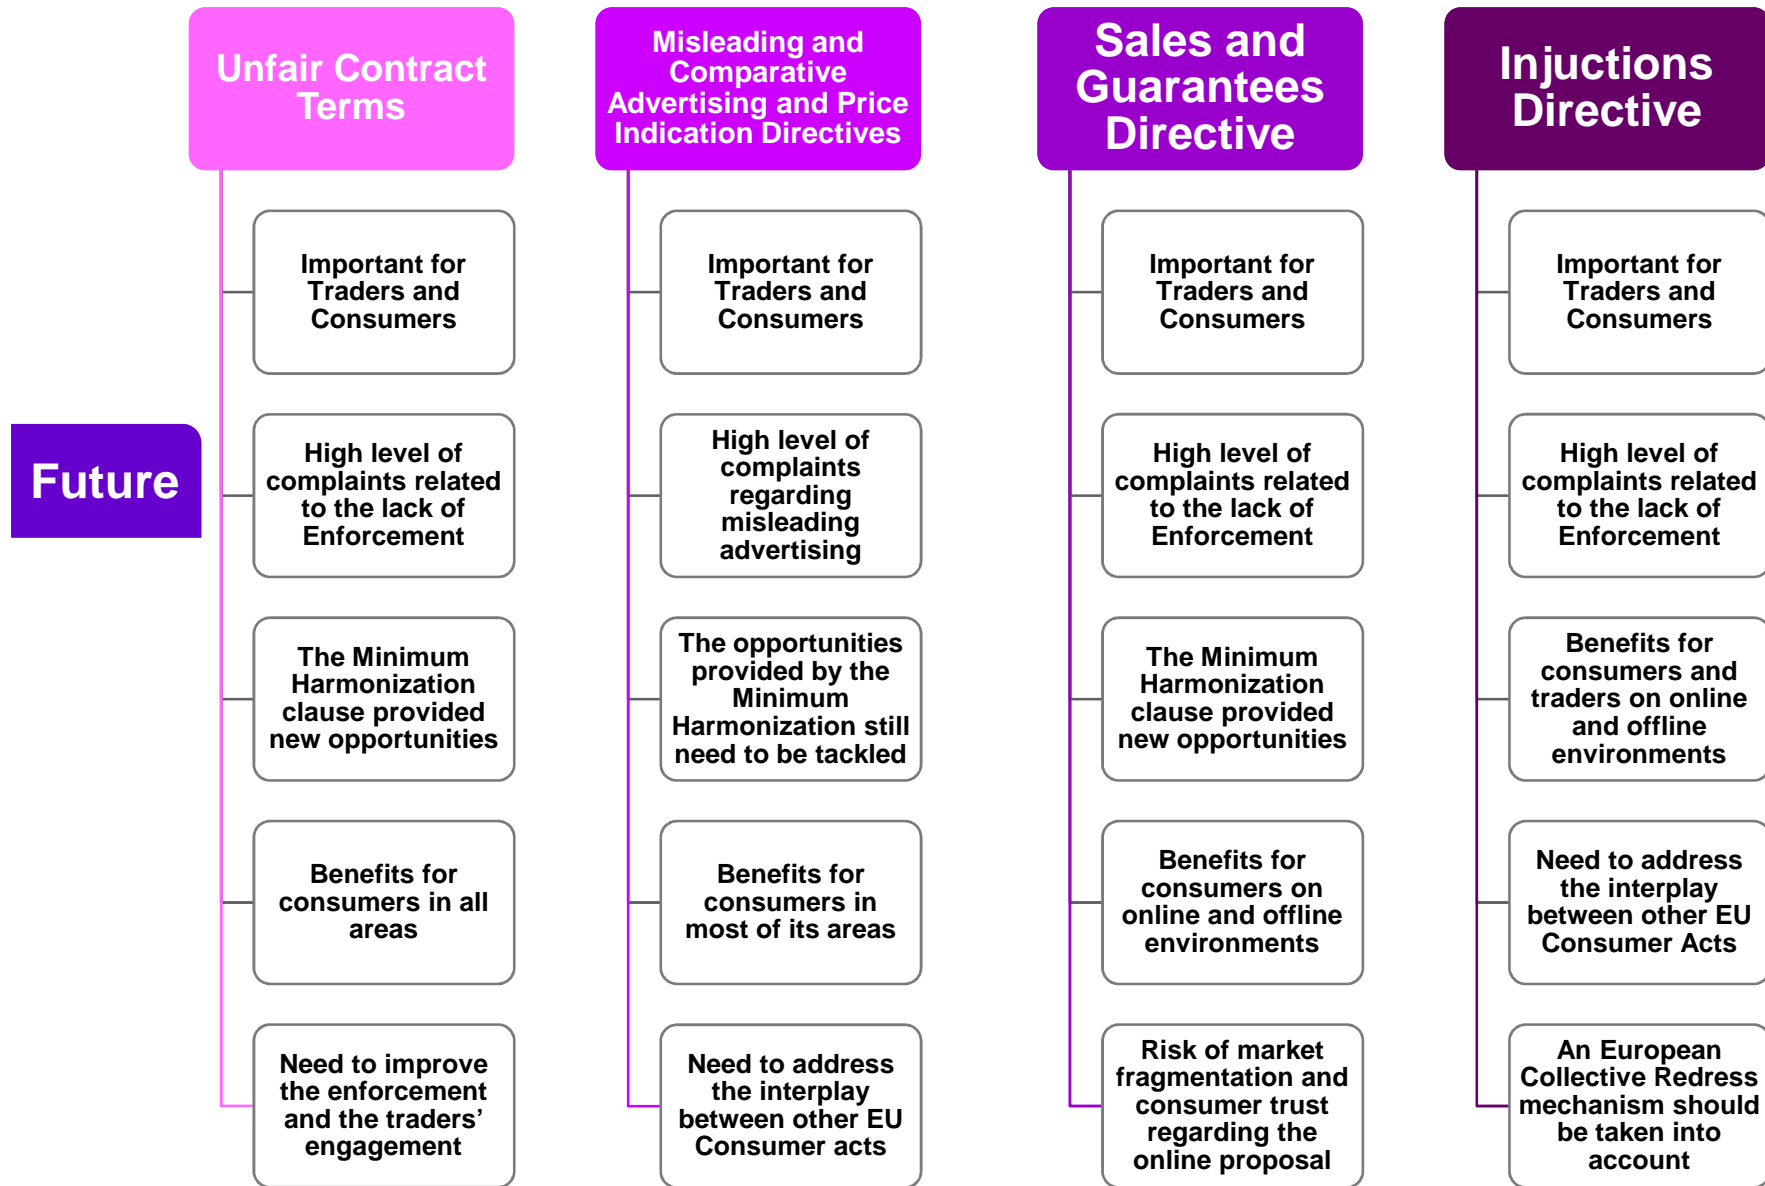 Future
Unfair Contract
Terms
Important for
Traders and
Consumers
High level of
complaints related
to the lack of
Enforcement
The Minimum
Harmonization
clause provided
new opportunities
Benefits for
consumers in all
areas
Need to improve
the enforcement
and the traders’
engagement
Misleading and
Comparative
Advertising and Price
Indication Directives
Important for
Traders and
Consumers
High level of
complaints
regarding
misleading
advertising
The opportunities
provided by the
Minimum
Harmonization still
need to be tackled
Benefits for
consumers in
most of its areas
Need to address
the interplay
between other EU
Consumer acts
Sales and
Guarantees
Directive
Important for
Traders and
Consumers
High level of
complaints related
to the lack of
Enforcement
The Minimum
Harmonization
clause provided
new opportunities
Benefits for
consumers on
online and offline
environments
Risk of market
fragmentation and
consumer trust
regarding the
online proposal
Injuctions
Directive
Important for
Traders and
Consumers
High level of
complaints related
to the lack of
Enforcement
Benefits for
consumers and
traders on online
and offline
environments
Need to address
the interplay
between other EU
Consumer Acts
An European
Collective Redress
mechanism should
be taken into
account